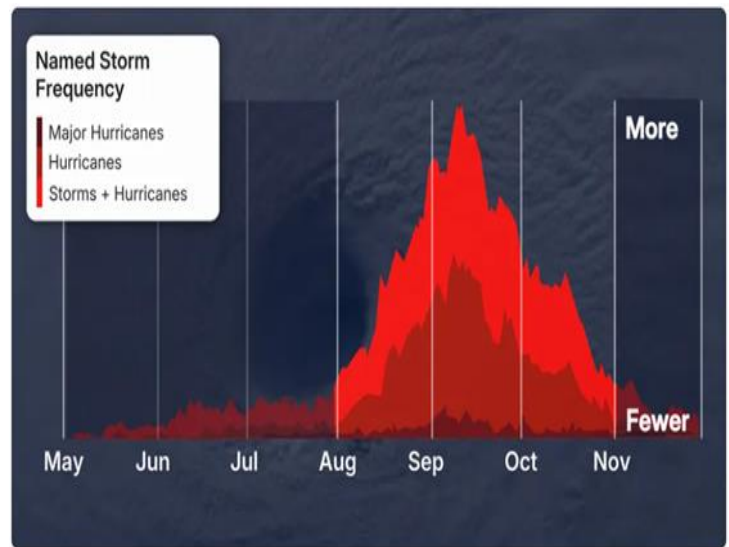 Named Storm
Frequency
Major Hurricanes
Hurricanes
Storms + Hurricanes
More
Fewer
May Jun Jul Aug Sep Oct Nov